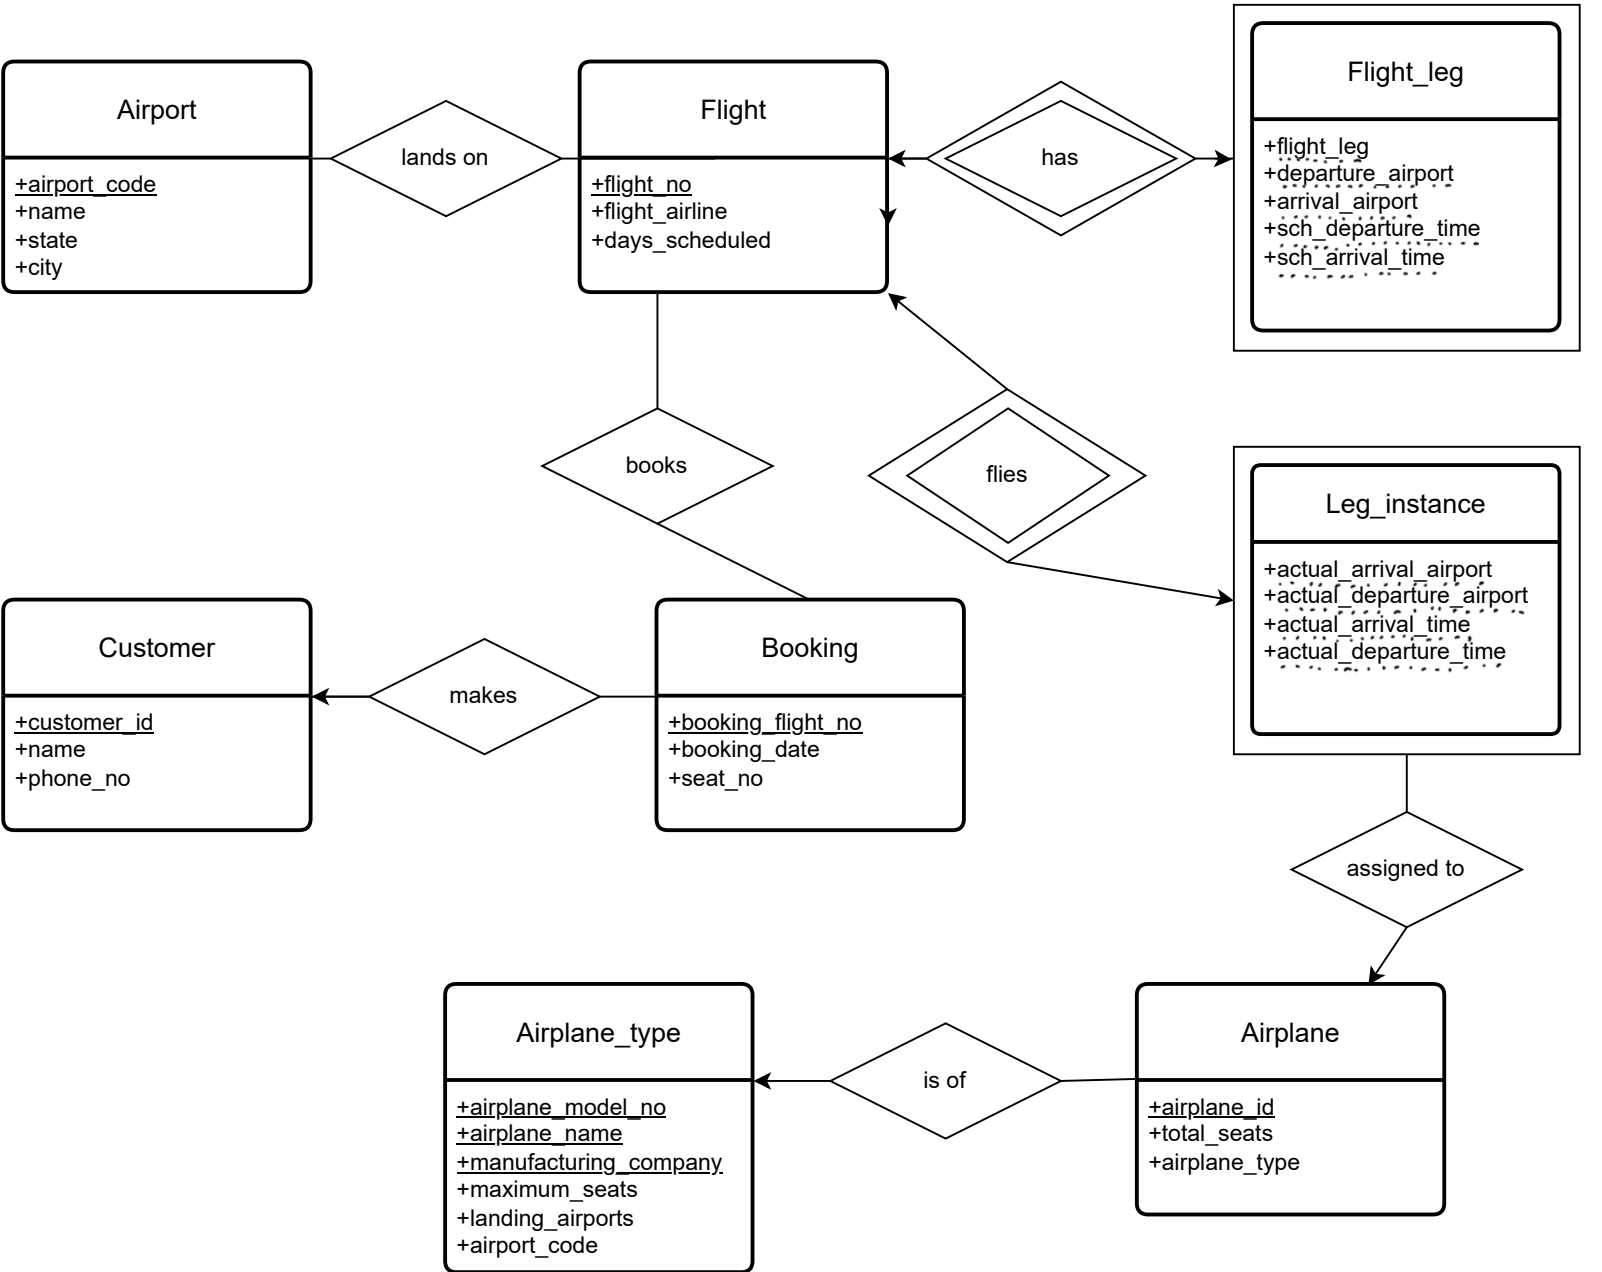 Airport
+airport_code
+name
+state
+city
lands on
Flight
+flight_no
+flight_airline
+days_scheduled
has
Flight_leg
+flight_leg
+departure_airport
+arrival_airport
+sch_departure_time
+sch_arrival_time
books
flies
Leg_instance
+actual_arrival_airport
+actual_departure_airport
+actual_arrival_time
+actual_departure_time
Customer
+customer_id
+name
+phone_no
makes
Booking
+booking_flight_no
+booking_date
+seat_no
assigned to
Airplane_type
+airplane_model_no
+airplane_name
+manufacturing_company
+maximum_seats
+landing_airports
+airport_code
is of
Airplane
+airplane_id
+total_seats
+airplane_type